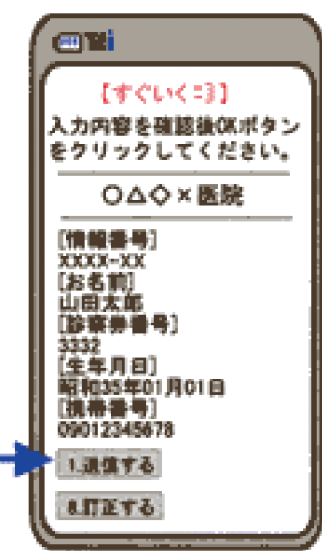 【すぐいく:3】
入力内容を確認後OKボタン
をクリックしてください。
○△◇×医院
[情報番号]
XXXX-XX
[お名前]
山田太郎
[診察券番号]
3332
[生年月日]
昭和35年01月01日
[携帯番号]
09012345678
1.送信する
8.訂正する